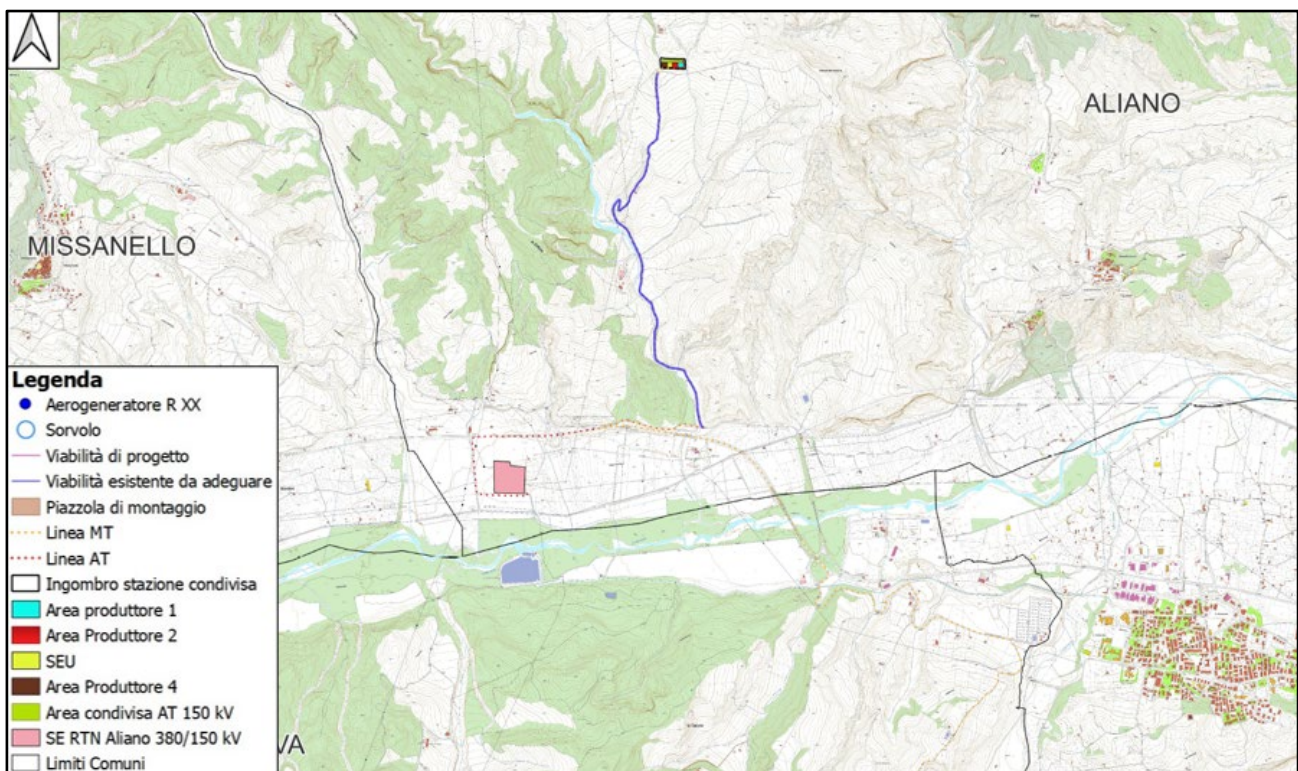 ALIANO
MISSANELLO
Legenda
Aerogeneratore R XX
Sorvolo
Viabilità di progetto
Viabilità esistente da adeguare
Piazzola di montaggio
Linea MT
Linea AT
Ingombro stazione condivisa
Area produttore 1
Area Produttore 2
SEU
Area Produttore 4
Area condivisa AT 150 kV
SE RTN Aliano 380/150 kV
Limiti Comuni
VA